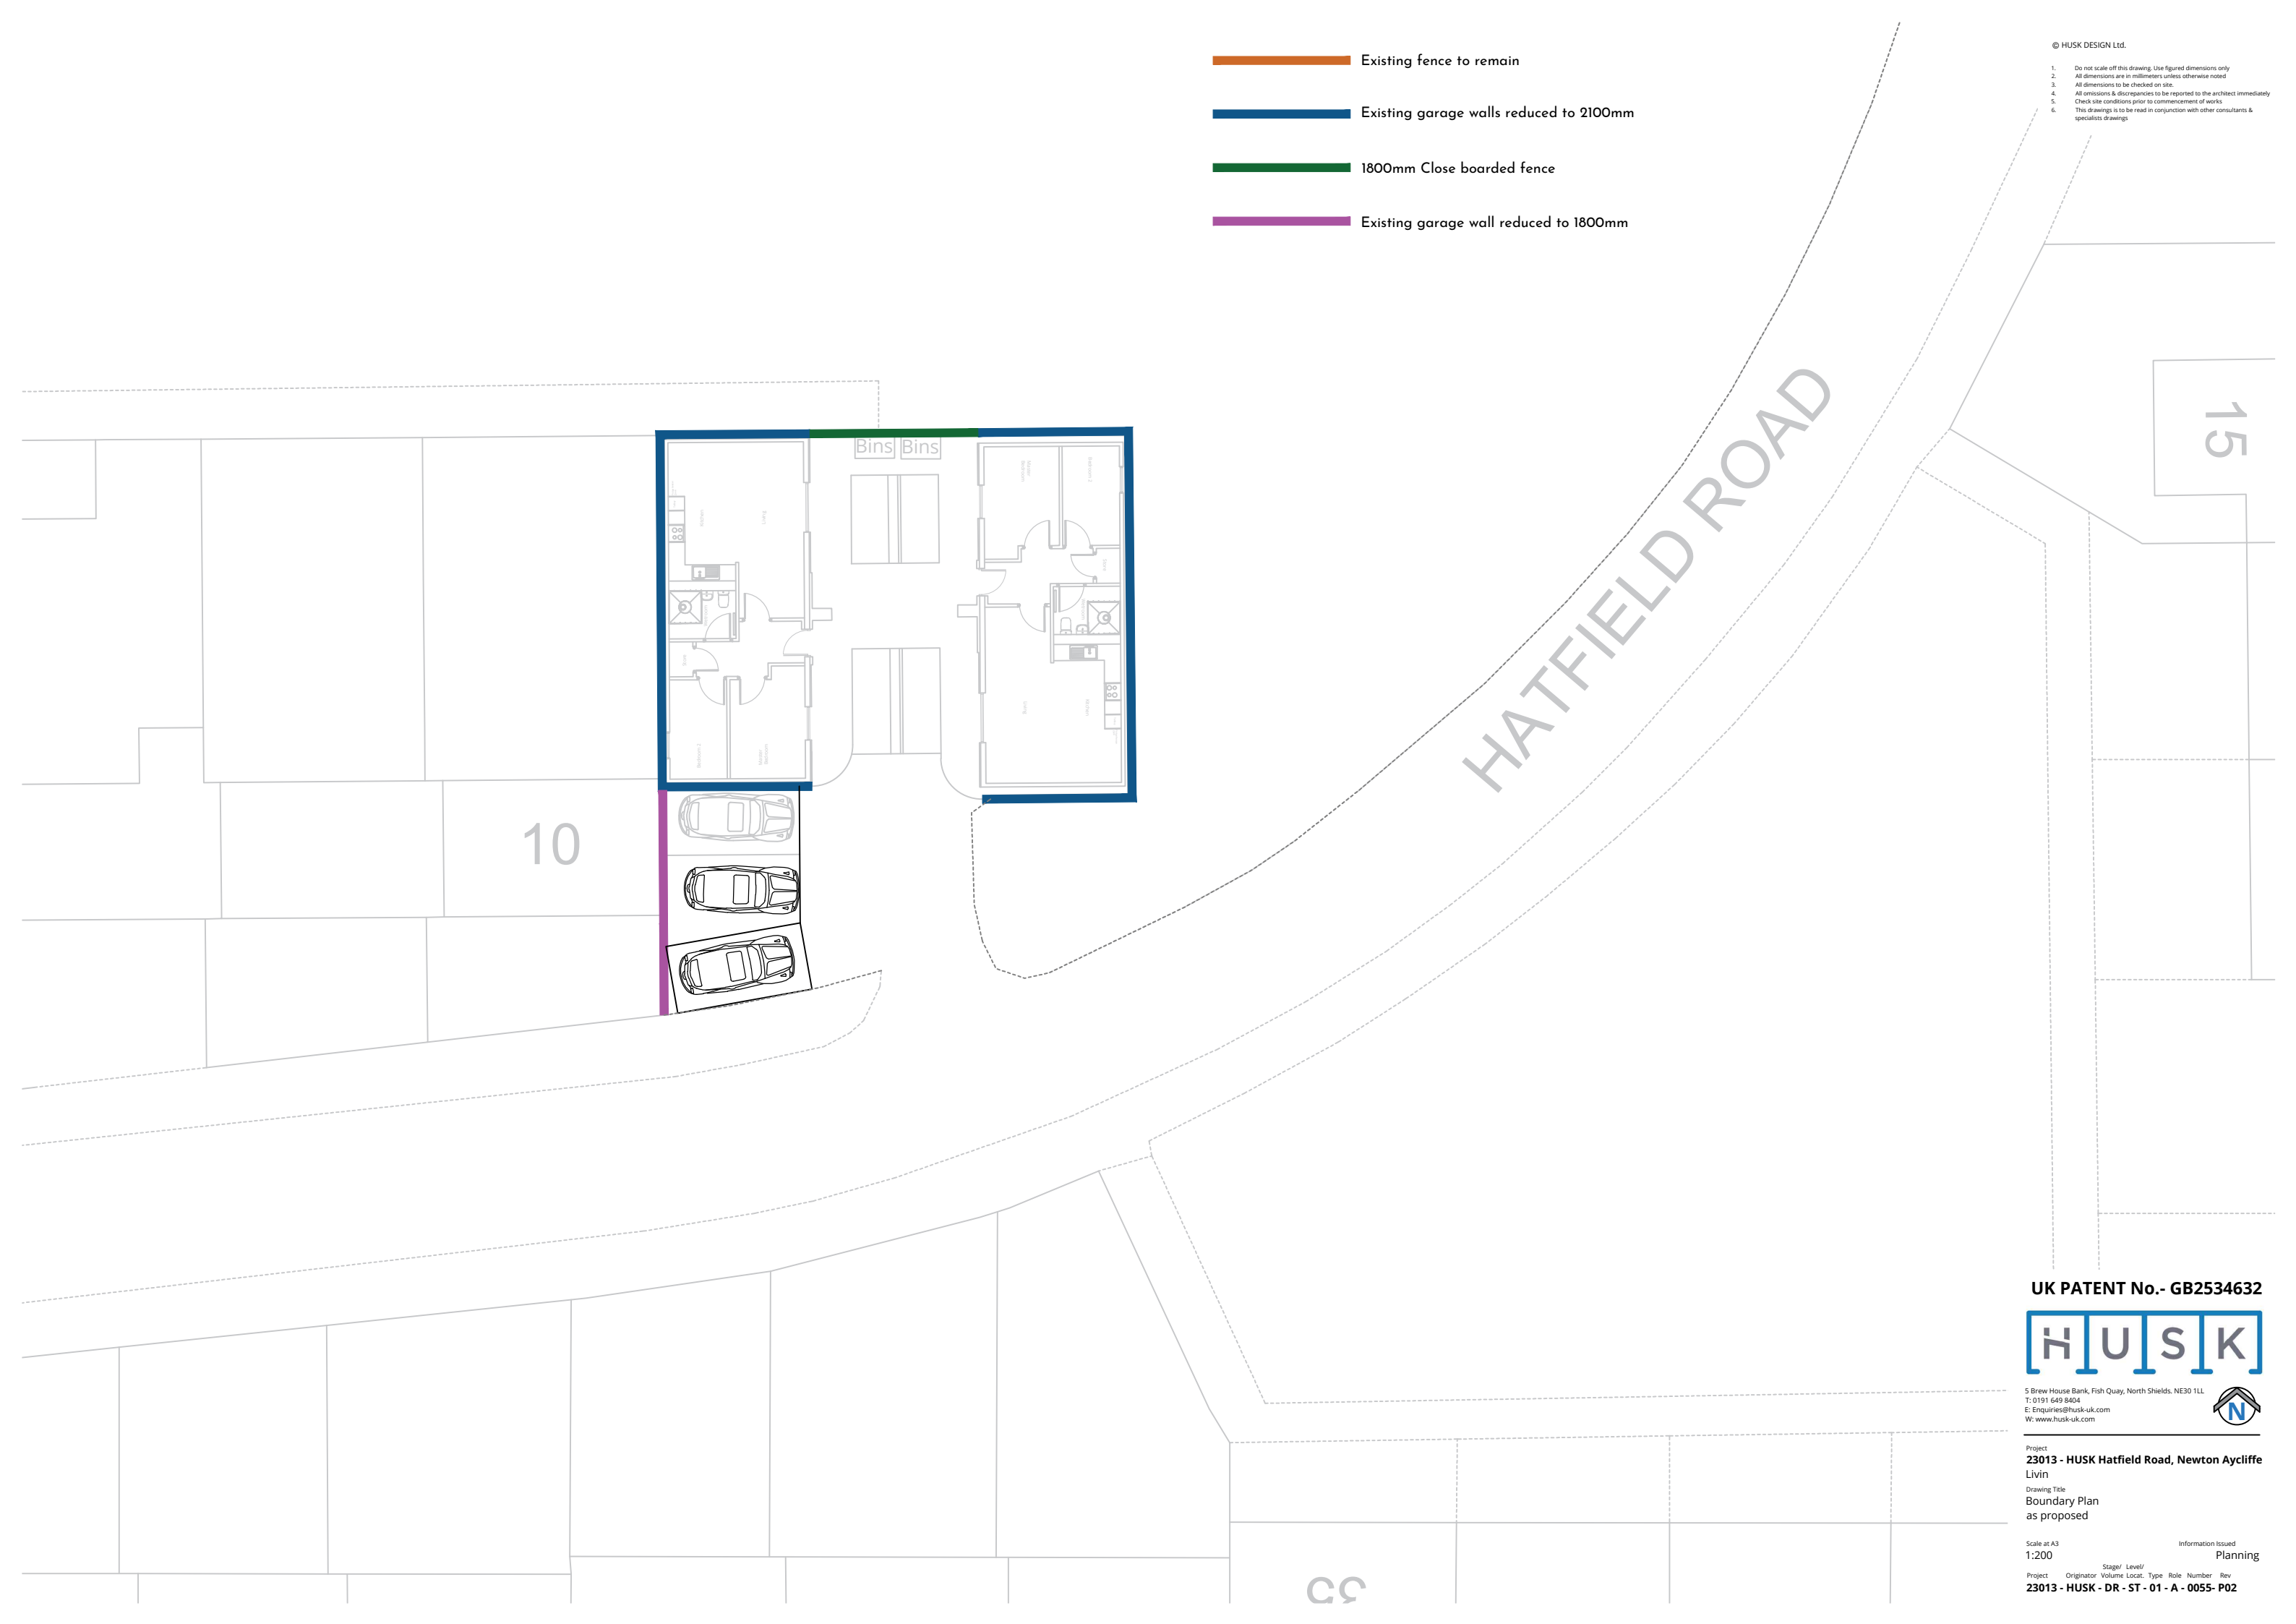 Existing fence to remain
Existing garage walls reduced to 2100mm
1800mm Close boarded fence
Existing garage wall reduced to 1800mm
© HUSK DESIGN Ltd.
1. Do not scale off this drawing. Use figured dimensions only
2. All dimensions are in millimeters unless otherwise noted
3. All dimensions to be checked on site.
4. All omissions & discrepancies to be reported to the architect immediately
5. Check site conditions prior to commencement of works
6. This drawings is to be read in conjunction with other consultants &
specialists drawings
HATFIELD ROAD
15
Bins Bins
10
33
UK PATENT No.- GB2534632
HUSK
5 Brew House Bank, Fish Quay, North Shields. NE30 1LL
T: 0191 649 8404
E: Enquiries@husk-uk.com
W: www.husk-uk.com
N
Project
23013 - HUSK Hatfield Road, Newton Aycliffe
Livin
Drawing Title
Boundary Plan
as proposed
Scale at A3 Information Issued
1:200 Planning
Stage/ Level/
Project Originator Volume Locat. Type Role Number Rev
23013 - HUSK - DR - ST - 01 - A - 0055- P02